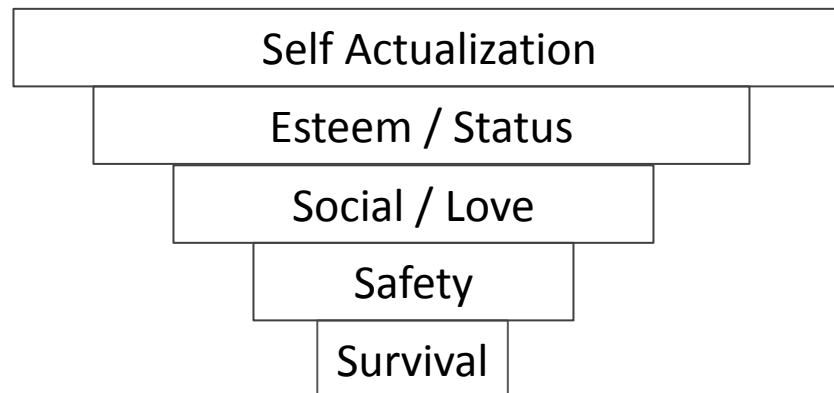 Self Actualization
Esteem / Status
Social / Love
Safety
Survival